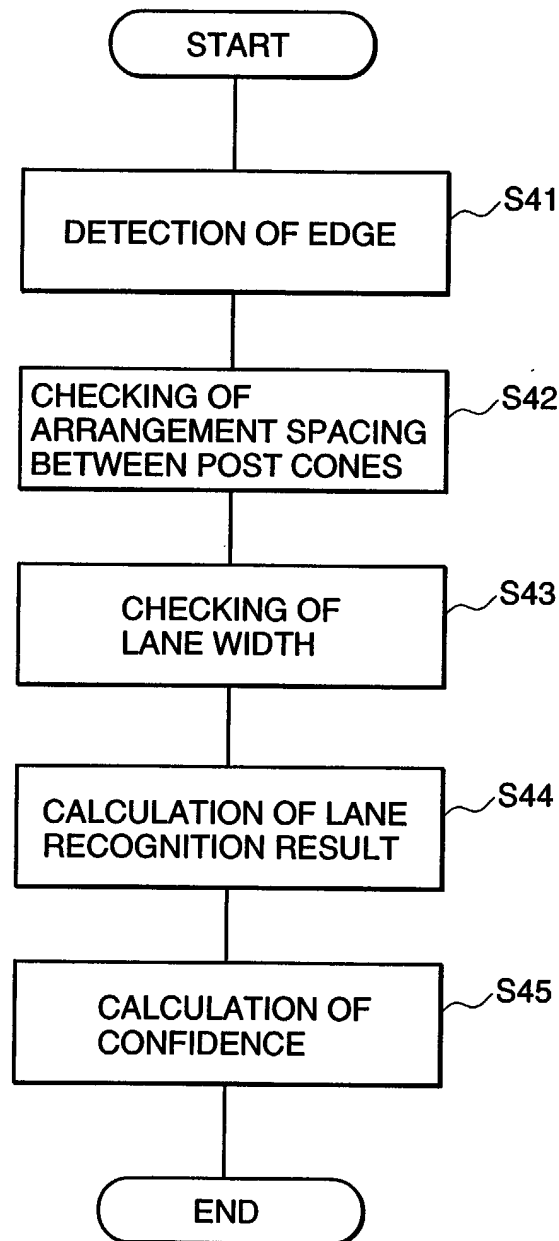 START
DETECTION OF EDGE
S41
CHECKING OF
ARRANGEMENT SPACING
BETWEEN POST CONES
S42
CHECKING OF
LANE WIDTH
S43
CALCULATION OF LANE
RECOGNITION RESULT
S44
CALCULATION OF
CONFIDENCE
S45
END